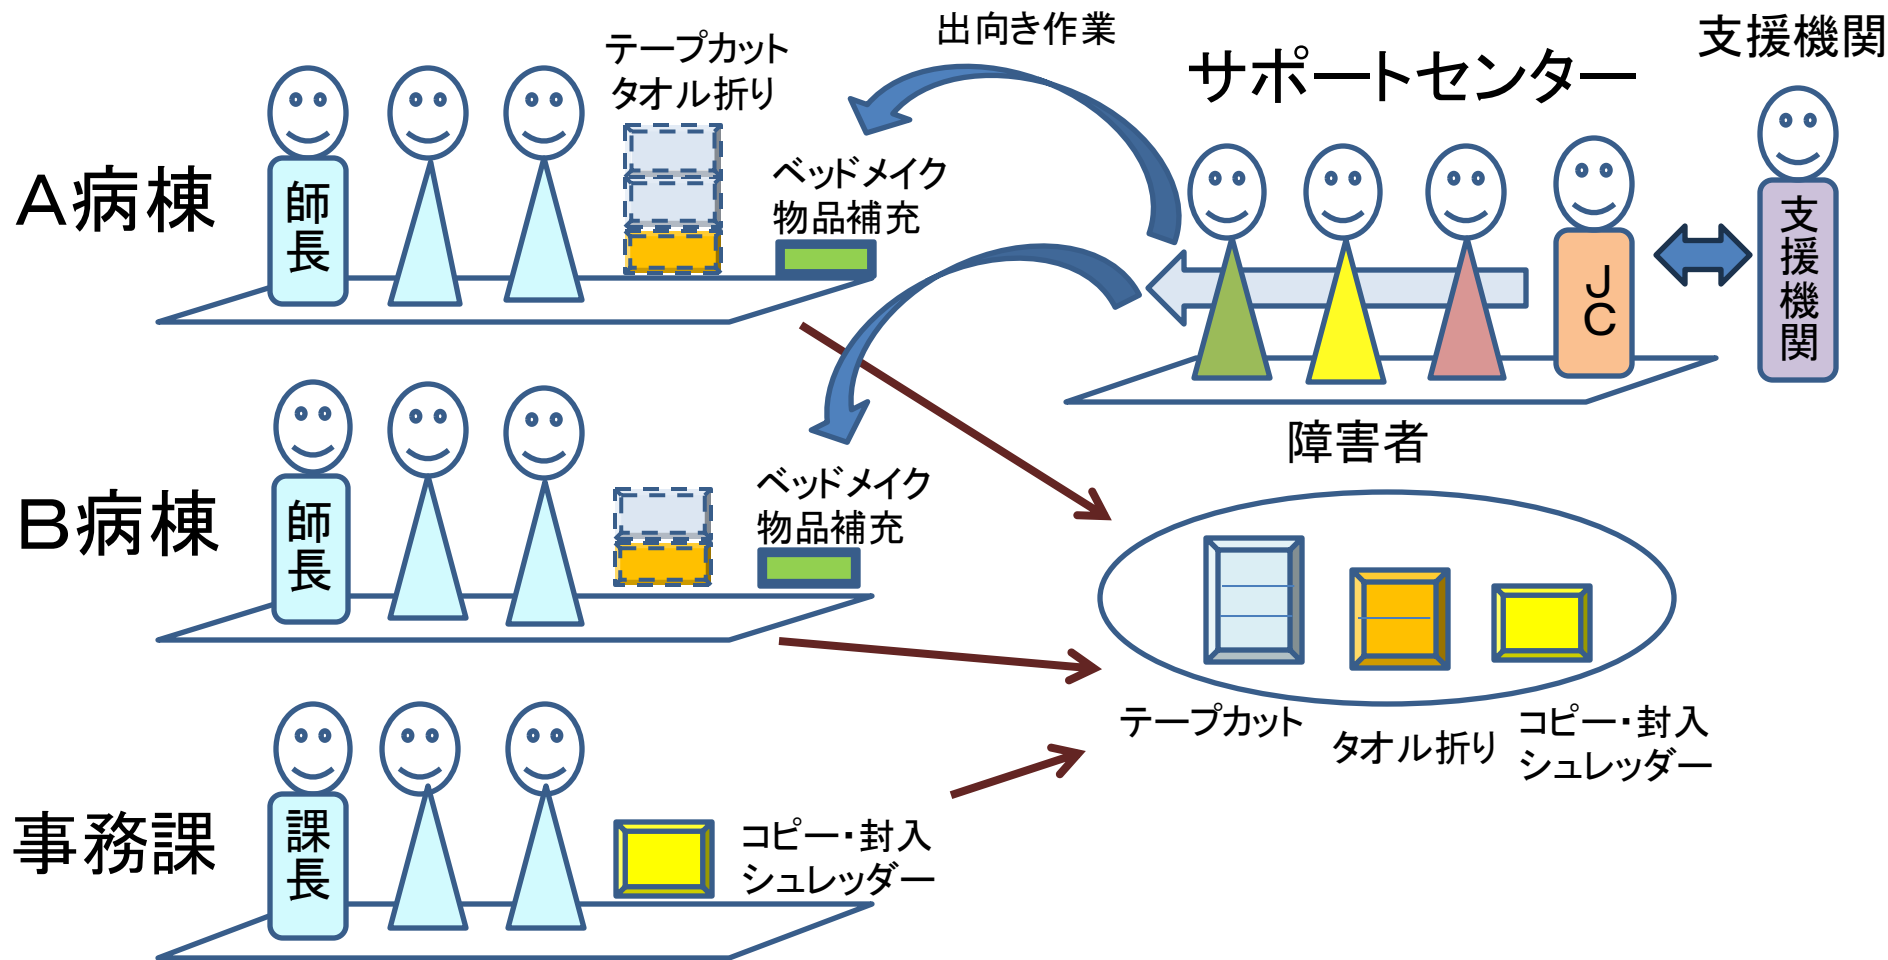 出向き作業
支援機関
サポートセンター
テープカット
タオル折り
A病棟
師長
ベッドメイク
物品補充
JC
支援機関
障害者
B病棟
師長
ベッドメイク
物品補充
テープカット
タオル折り
コピー・封入
シュレッダー
事務課
課長
コピー・封入
シュレッダー